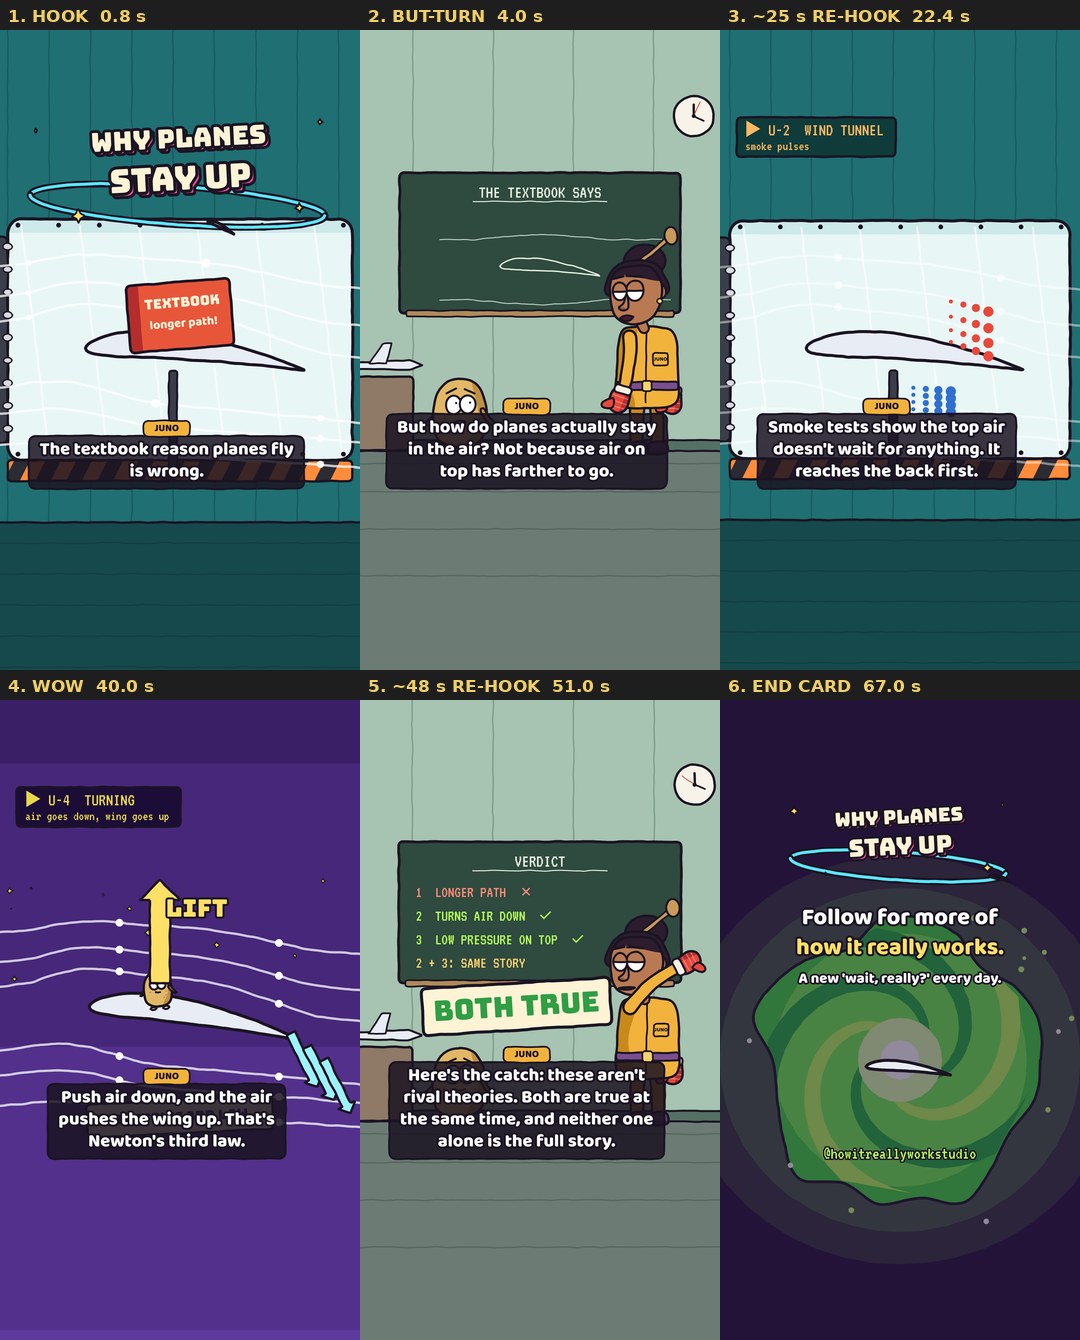 1. HOOK 0.8 s
WHY PLANES
STAY UP
TEXTBOOK
longer path!
JUNO
The textbook reason planes fly
is wrong.
2. BUT-TURN 4.0 s
THE TEXTBOOK SAYS
JUNO
JUNO
But how do planes actually stay
in the air? Not because air on
top has farther to go.
3. ~25 s RE-HOOK 22.4 s
U-2 WIND TUNNEL
smoke pulses
JUNO
Smoke tests show the top air
doesn't wait for anything. It
reaches the back first.
4. WOW 40.0 s
U-4 TURNING
air goes down, wing goes up
LIFT
JUNO
Push air down, and the air
pushes the wing up. That's
Newton's third law.
5. ~48 s RE-HOOK 51.0 s
VERDICT
1 LONGER PATH ✕
2 TURNS AIR DOWN ✓
3 LOW PRESSURE ON TOP ✓
2 + 3: SAME STORY
BOTH TRUE
JUNO
JUNO
Here's the catch: these aren't
rival theories. Both are true at
the same time, and neither one
alone is the full story.
6. END CARD 67.0 s
WHY PLANES
STAY UP
Follow for more of
how it really works.
A new 'wait, really?' every day.
@howitreallyworkstudio